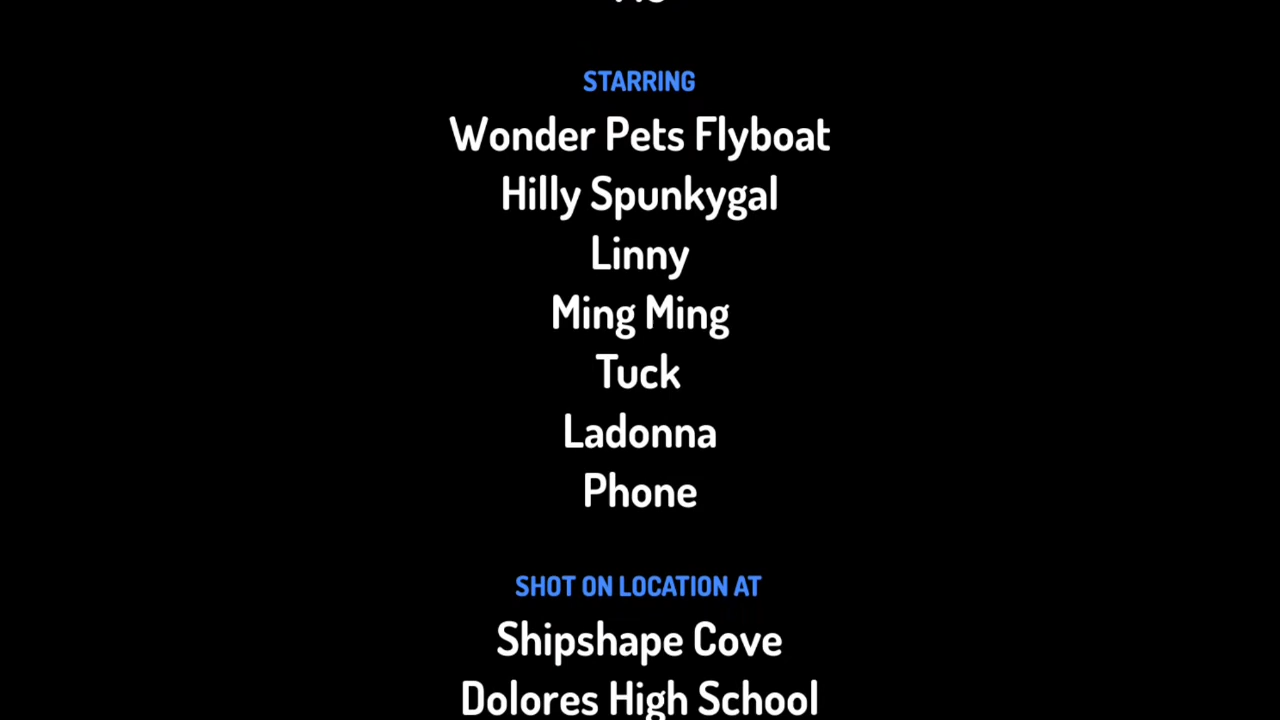 STARRING
Wonder Pets Flyboat
Hilly Spunkygal
Linny
Ming Ming
Tuck
Ladonna
Phone
SHOT ON LOCATION AT
Shipshape Cove
Dolores High School